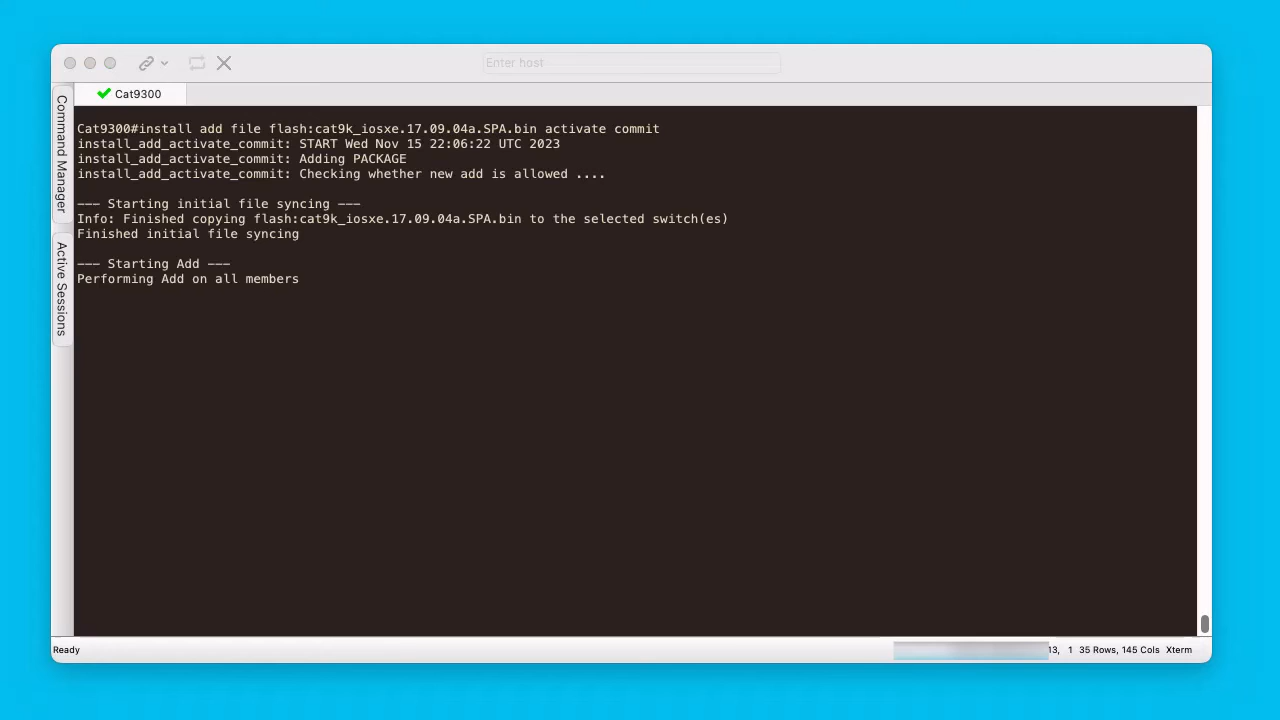 Enter host
Cat9300
Command Manager
Active Sessions
Cat9300#install add file flash:cat9k_iosxe.17.09.04a.SPA.bin activate commit
install_add_activate_commit: START Wed Nov 15 22:06:22 UTC 2023
install_add_activate_commit: Adding PACKAGE
install_add_activate_commit: Checking whether new add is allowed ....
--- Starting initial file syncing ---
Info: Finished copying flash:cat9k_iosxe.17.09.04a.SPA.bin to the selected switch(es)
Finished initial file syncing
--- Starting Add ---
Performing Add on all members
Ready
13, 1 35 Rows, 145 Cols Xterm